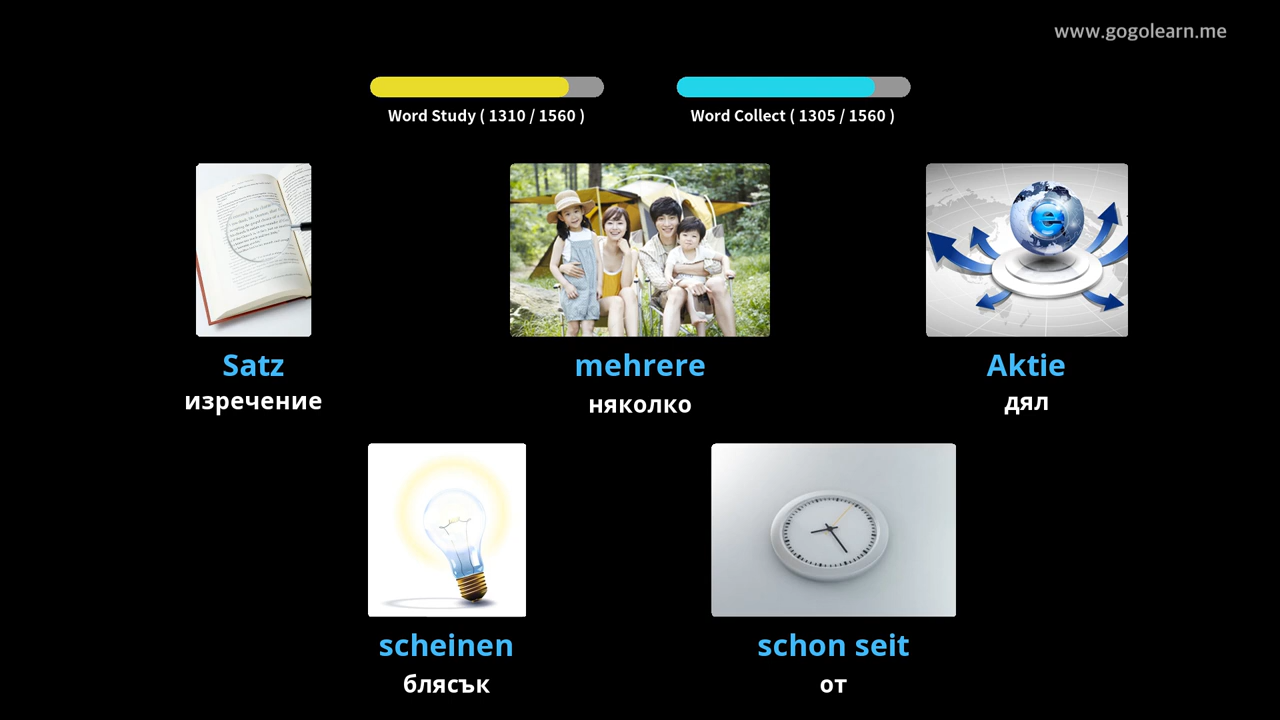 www.gogolearn.me
Word Study ( 1310 / 1560 )
Word Collect ( 1305 / 1560 )
Satz
изречение
mehrere
няколко
Aktie
дял
scheinen
блясък
schon seit
от